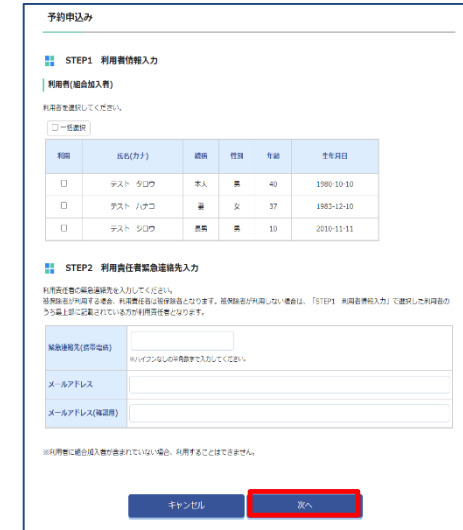 予約申込み
STEP1 利用者情報入力
利用者(組合加入者)
利用者を選択してください。
一括選択
利用 氏名(カナ) 続柄 性別 年齢 生年月日
テスト タロウ 本人 男 40 1980-10-10
テスト ハナコ 妻 女 37 1983-12-10
テスト ジロウ 長男 男 10 2010-11-11
STEP2 利用責任者緊急連絡先入力
利用責任者の緊急連絡先を入力してください。
被保険者が利用する場合、利用責任者は被保険者となります。被保険者が利用しない場合は、「STEP1 利用者情報入力」で選択した利用者の
うち最上部に記載されている方が利用責任者となります。
緊急連絡先(携帯電話)
※ハイフンなしの半角数字で入力してください。
メールアドレス
メールアドレス(確認用)
※利用者に組合加入者が含まれていない場合、利用することはできません。
キャンセル 次へ